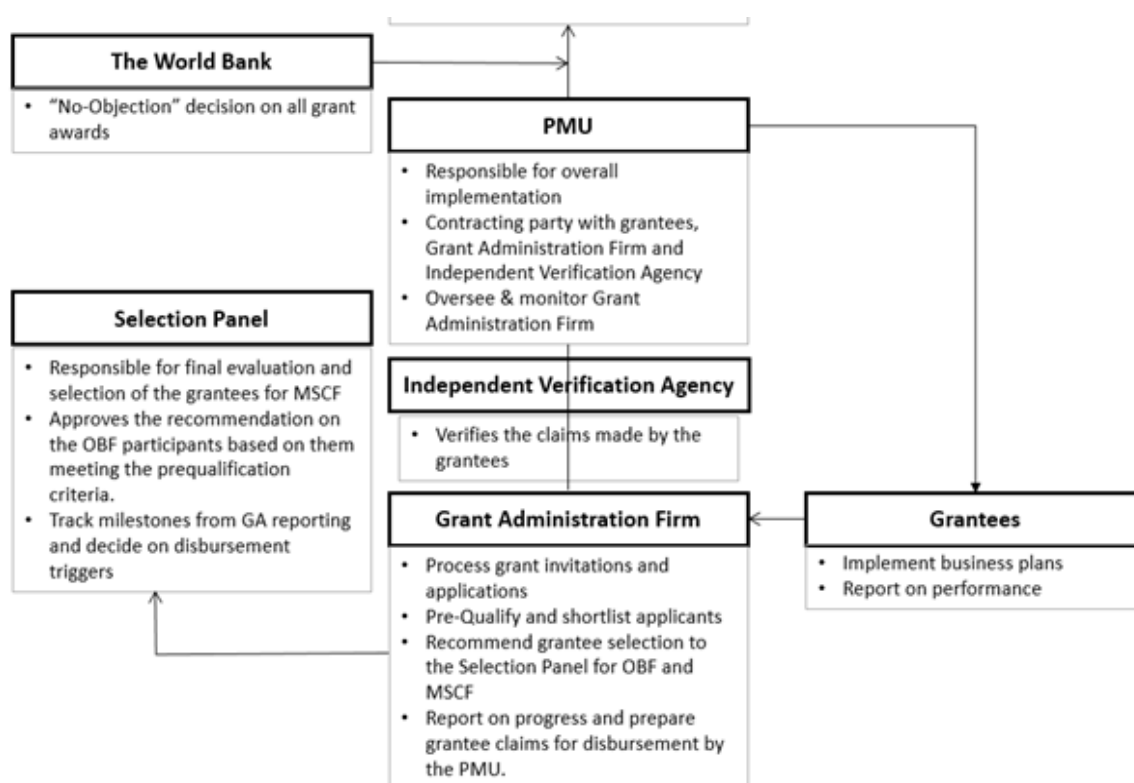 The World Bank
• “No-Objection” decision on all grant
awards
PMU
• Responsible for overall
implementation
• Contracting party with grantees,
Grant Administration Firm and
Independent Verification Agency
• Oversee & monitor Grant
Administration Firm
Selection Panel
• Responsible for final evaluation and
selection of the grantees for MSCF
• Approves the recommendation on
the OBF participants based on them
meeting the prequalification
criteria.
• Track milestones from GA reporting
and decide on disbursement
triggers
Independent Verification Agency
• Verifies the claims made by the
grantees
Grant Administration Firm
• Process grant invitations and
applications
• Pre-Qualify and shortlist applicants
• Recommend grantee selection to
the Selection Panel for OBF and
MSCF
• Report on progress and prepare
grantee claims for disbursement by
the PMU.
Grantees
• Implement business plans
• Report on performance